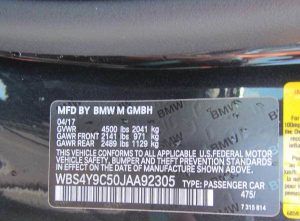 MFD BY BMW M GMBH
04/17
GVWR 4500 lbs 2041 kg
GAWR FRONT 2141 lbs 971 kg
GAWR REAR 2489 lbs 1129 kg
THIS VEHICLE CONFORMS TO ALL APPLICABLE
U.S.FEDERAL MOTOR VEHICLE SAFETY,
BUMPER, AND THEFT PREVENTION
STANDARDS IN EFFECT ON THE DATE OF
MANUFACTURE SHOWN ABOVE.
WBS4Y9C50JAA92305 TYPE: PASSENGER CAR
475/
7 315 814
BMW